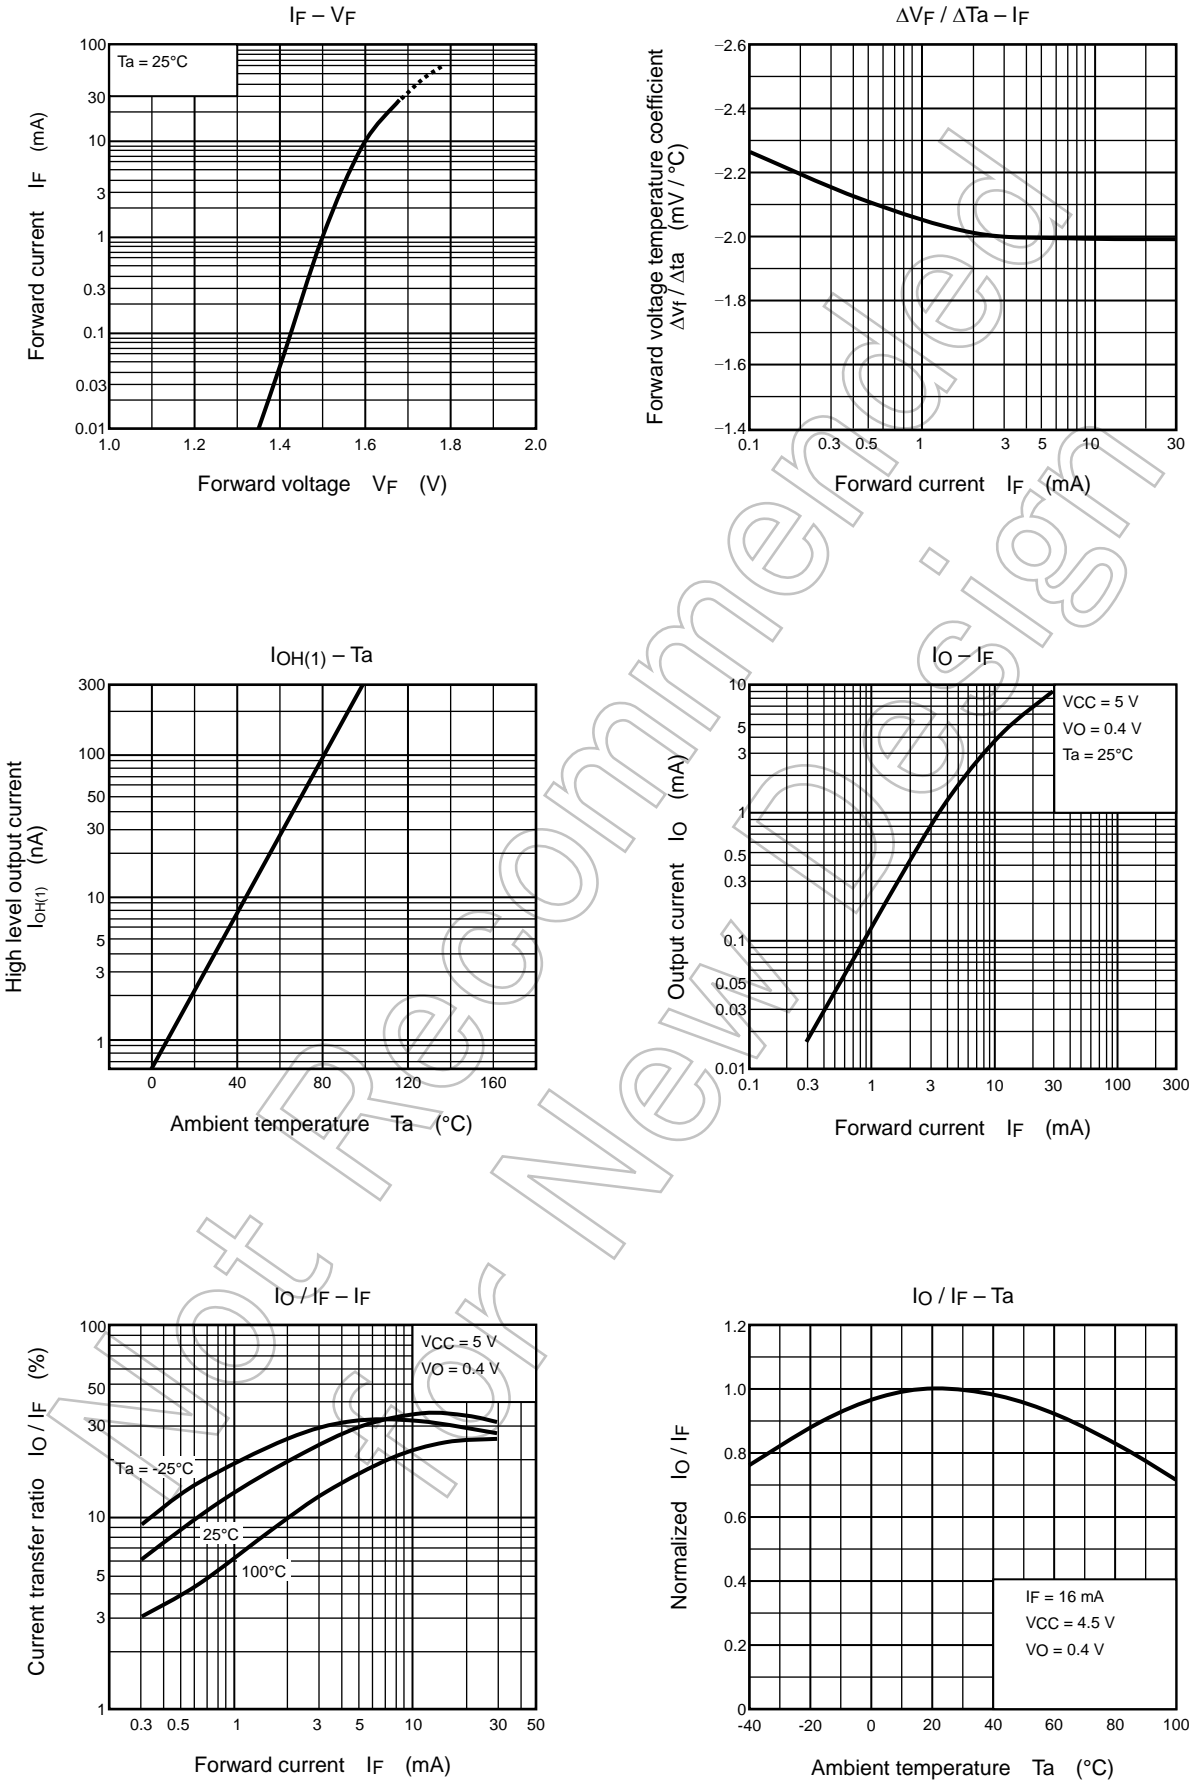 IF – VF
Ta = 25°C
100
30
10
3
1
0.3
0.1
0.03
0.01
1.0 1.2 1.4 1.6 1.8 2.0
Forward current IF (mA)
Forward voltage VF (V)
ΔVF / ΔTa – IF
–2.6
–2.4
–2.2
–2.0
–1.8
–1.6
–1.4
0.1 0.3 0.5 1 3 5 10 30
Forward voltage temperature coefficient
Δvf / Δta (mV / °C)
Forward current IF (mA)
IOH(1) – Ta
300
100
50
30
10
5
3
1
0 40 80 120 160
High level output current
IOH(1) (nA)
Ambient temperature Ta (°C)
IO – IF
VCC = 5 V
VO = 0.4 V
Ta = 25°C
10
5
3
1
0.5
0.3
0.1
0.05
0.03
0.01
0.1 0.3 1 3 10 30 100 300
Output current IO (mA)
Forward current IF (mA)
IO / IF – IF
VCC = 5 V
VO = 0.4 V
100
50
30
10
5
3
1
Ta = -25°C
25°C
100°C
0.3 0.5 1 3 5 10 30 50
Current transfer ratio IO / IF (%)
Forward current IF (mA)
IO / IF – Ta
1.2
1.0
0.8
0.6
0.4
0.2
0
IF = 16 mA
VCC = 4.5 V
VO = 0.4 V
-40 -20 0 20 40 60 80 100
Normalized IO / IF
Ambient temperature Ta (°C)
Not Recommended
for New Design